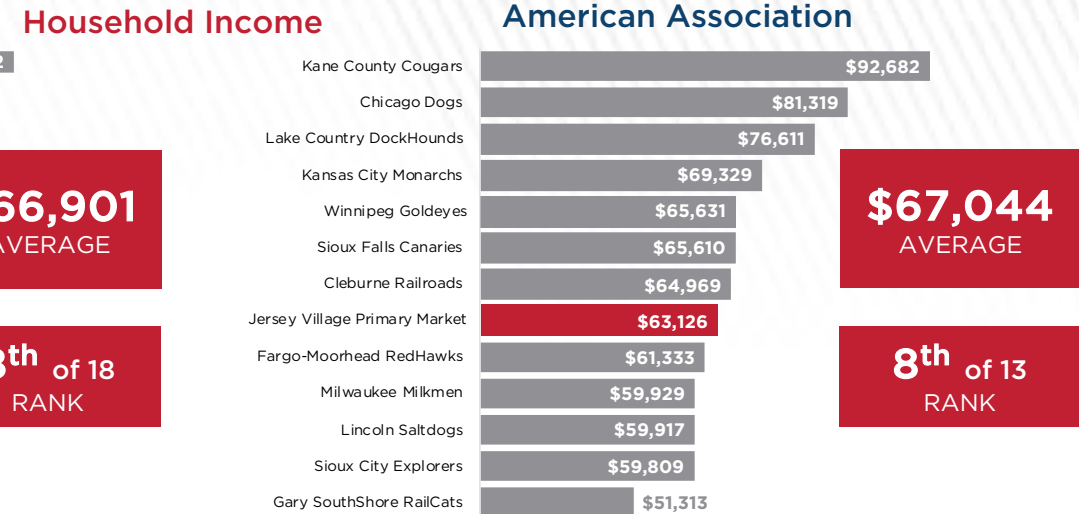 Household Income
American Association
Kane County Cougars $92,682
Chicago Dogs $81,319
Lake Country DockHounds $76,611
Kansas City Monarchs $69,329
Winnipeg Goldeyes $65,631
Sioux Falls Canaries $65,610
Cleburne Railroads $64,969
Jersey Village Primary Market $63,126
Fargo-Moorhead RedHawks $61,333
Milwaukee Milkmen $59,929
Lincoln Saltdogs $59,917
Sioux City Explorers $59,809
Gary SouthShore RailCats $51,313
66,901
AVERAGE
th of 18
RANK
$67,044
AVERAGE
8th of 13
RANK